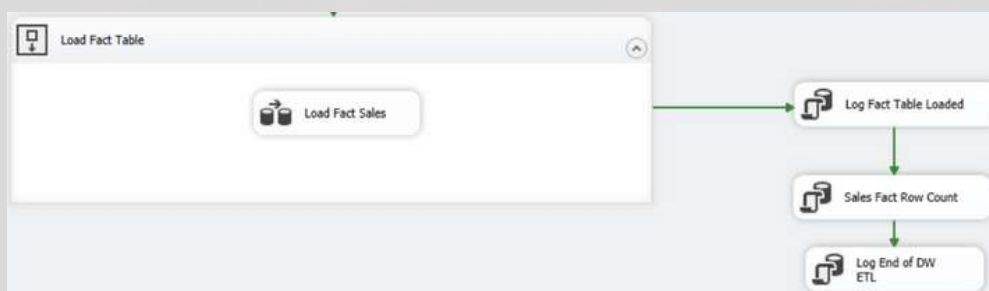 Load Fact Table
Load Fact Sales
Log Fact Table Loaded
Sales Fact Row Count
Log End of DW
ETL